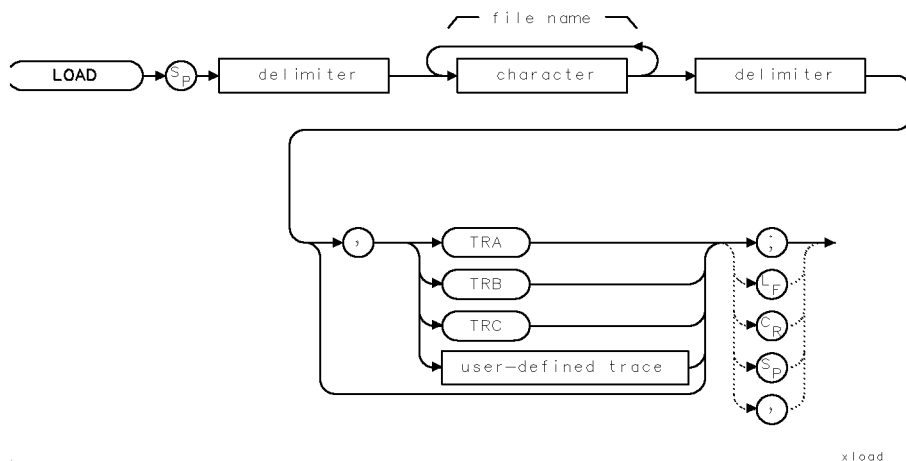 file name
LOAD SP delimiter character delimiter
, TRA ;
TRB LF
TRC CR
user-defined trace SP
,
xload